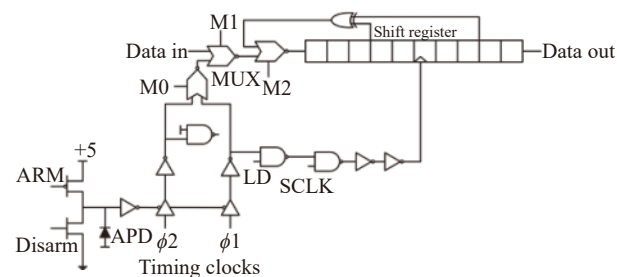 M1
Shift register
Data in
Data out
MUX
M2
M0
+5
ARM
LD
SCLK
Disarm
APD
ϕ2
ϕ1
Timing clocks